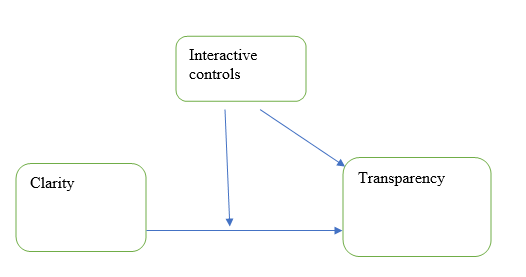 Interactive
controls
Clarity
Transparency